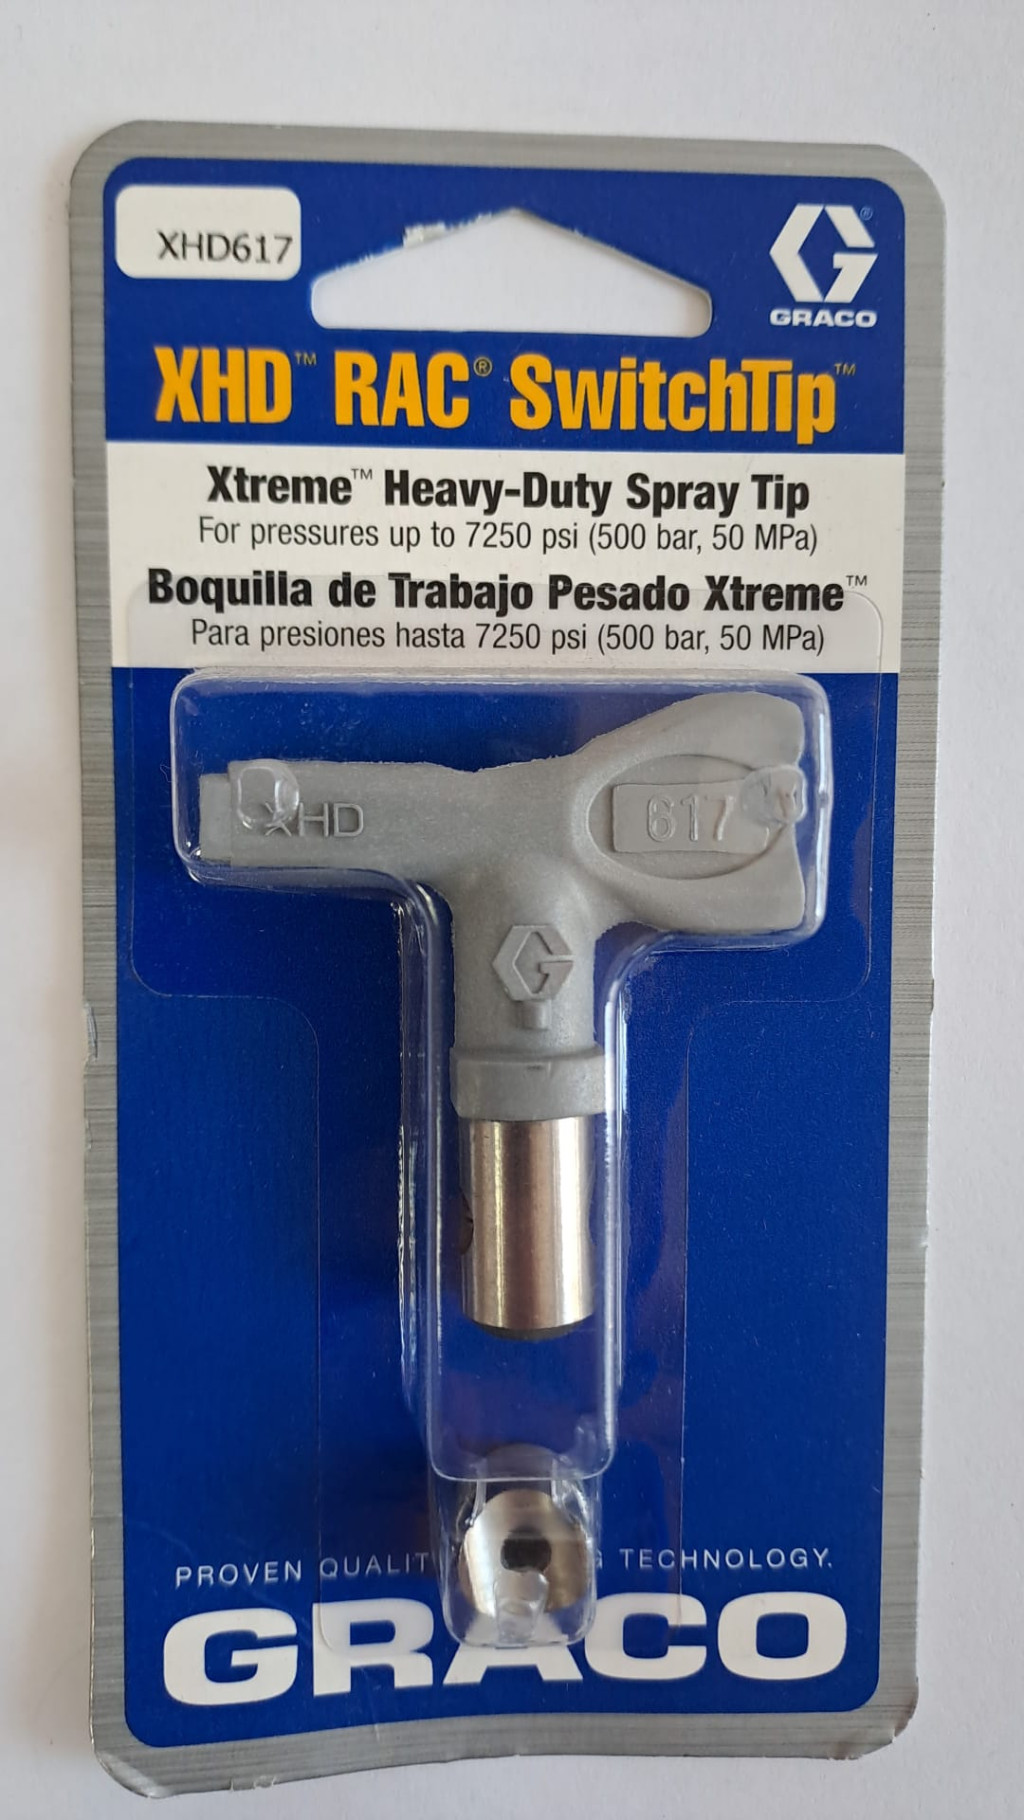 XHD617
GRACO
XHD™ RAC® SwitchTip™
Xtreme™ Heavy-Duty Spray Tip
For pressures up to 7250 psi (500 bar, 50 MPa)
Boquilla de Trabajo Pesado Xtreme™
Para presiones hasta 7250 psi (500 bar, 50 MPa)
XHD
617
PROVEN TECHNOLOGY.
GRACO